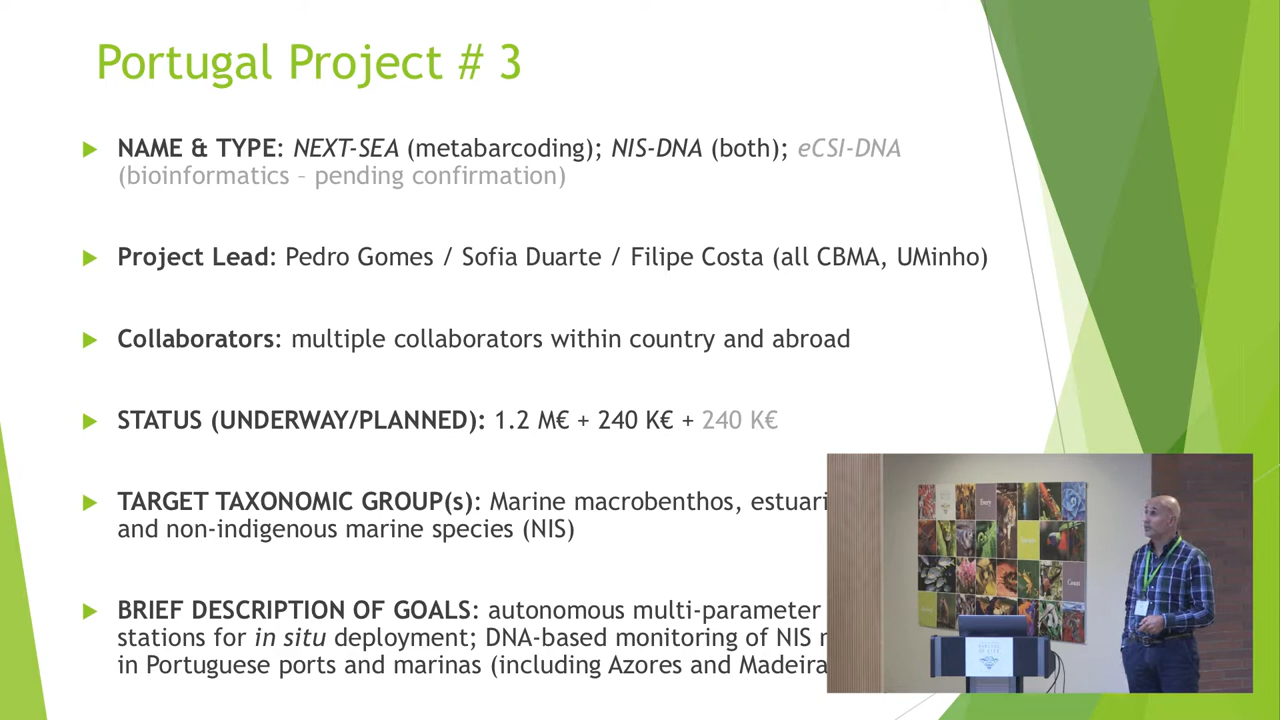 Portugal Project # 3
NAME & TYPE: NEXT-SEA (metabarcoding); NIS-DNA (both); eCSI-DNA
(bioinformatics – pending confirmation)
Project Lead: Pedro Gomes / Sofia Duarte / Filipe Costa (all CBMA, UMinho)
Collaborators: multiple collaborators within country and abroad
STATUS (UNDERWAY/PLANNED): 1.2 M€ + 240 K€ + 240 K€
TARGET TAXONOMIC GROUP(s): Marine macrobenthos,
and non-indigenous marine species (NIS)
BRIEF DESCRIPTION OF GOALS: autonomous multi-parameter
stations for in situ deployment; DNA-based monitoring of NIS
in Portuguese ports and marinas (including Azores and Madeira